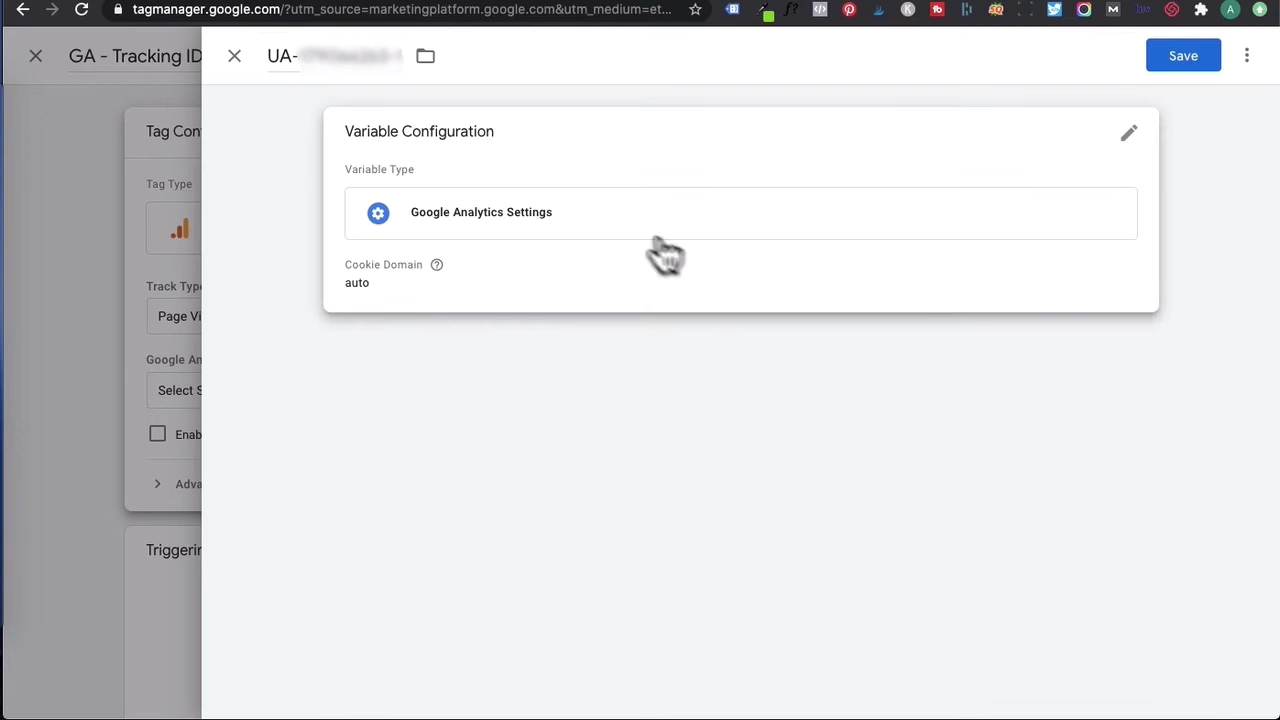 tagmanager.google.com/?utm_source=marketingplatform.google.com&utm_medium=et...
GA - Tracking ID
UA-
Save
Tag Con
Tag Type
Track Type
Page Vi
Google An
Select S
Enab
Adva
Triggerin
Variable Configuration
Variable Type
Google Analytics Settings
Cookie Domain
auto